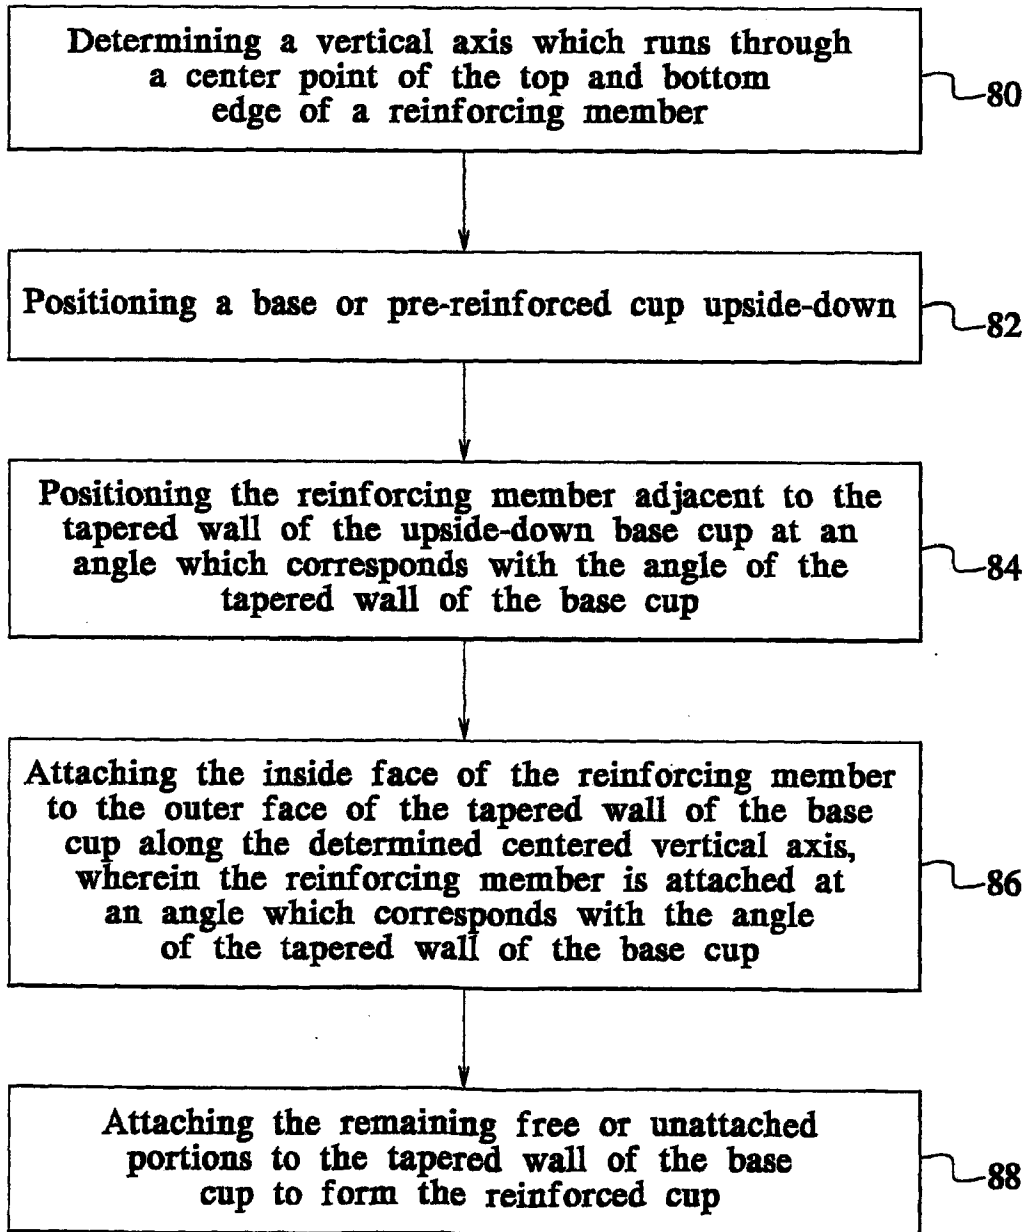 Determining a vertical axis which runs through
a center point of the top and bottom
edge of a reinforcing member
80
Positioning a base or pre-reinforced cup upside-down
82
Positioning the reinforcing member adjacent to the
tapered wall of the upside-down base cup at an
angle which corresponds with the angle of the
tapered wall of the base cup
84
Attaching the inside face of the reinforcing member
to the outer face of the tapered wall of the base
cup along the determined centered vertical axis,
wherein the reinforcing member is attached at
an angle which corresponds with the angle
of the tapered wall of the base cup
86
Attaching the remaining free or unattached
portions to the tapered wall of the base
cup to form the reinforced cup
88